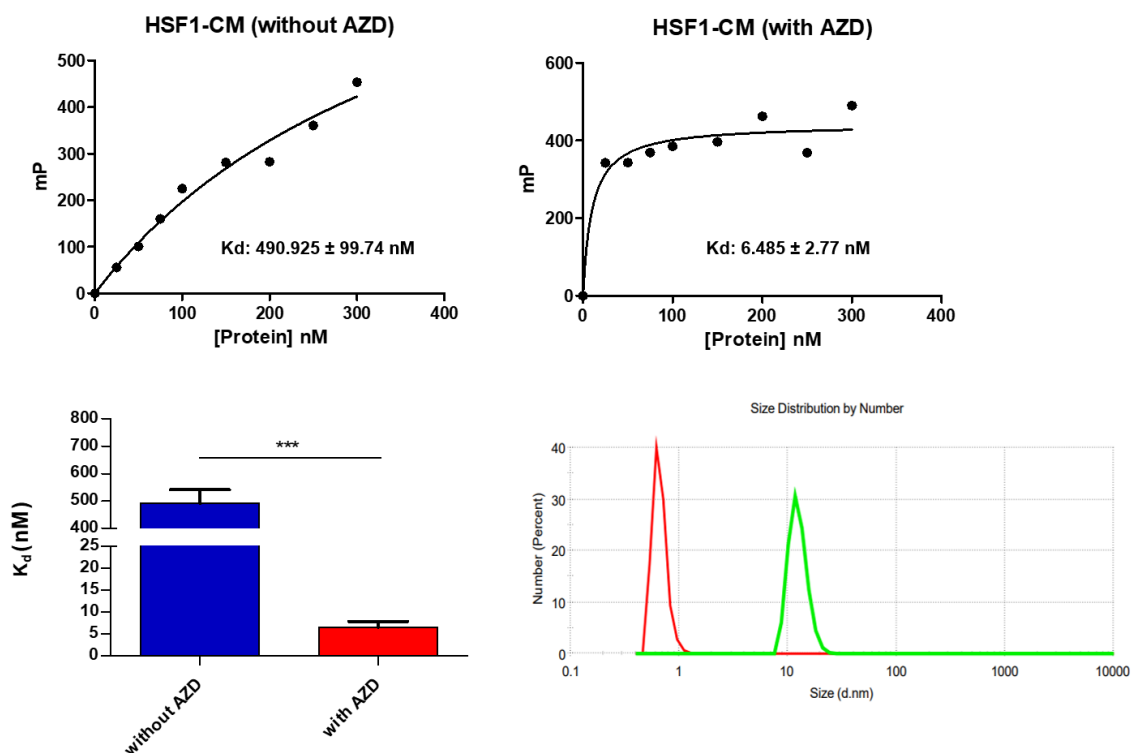 HSF1-CM (without AZD)
500
400
300
200
100
0
mP
Kd: 490.925 ± 99.74 nM
0 100 200 300 400
[Protein] nM
HSF1-CM (with AZD)
600
400
200
0
mP
Kd: 6.485 ± 2.77 nM
0 100 200 300 400
[Protein] nM
800
700
600
500
400
25
20
15
10
5
0
Kd (nM)
***
without AZD
with AZD
Size Distribution by Number
40
30
20
10
0
Number (Percent)
0.1 1 10 100 1000 10000
Size (d.nm)